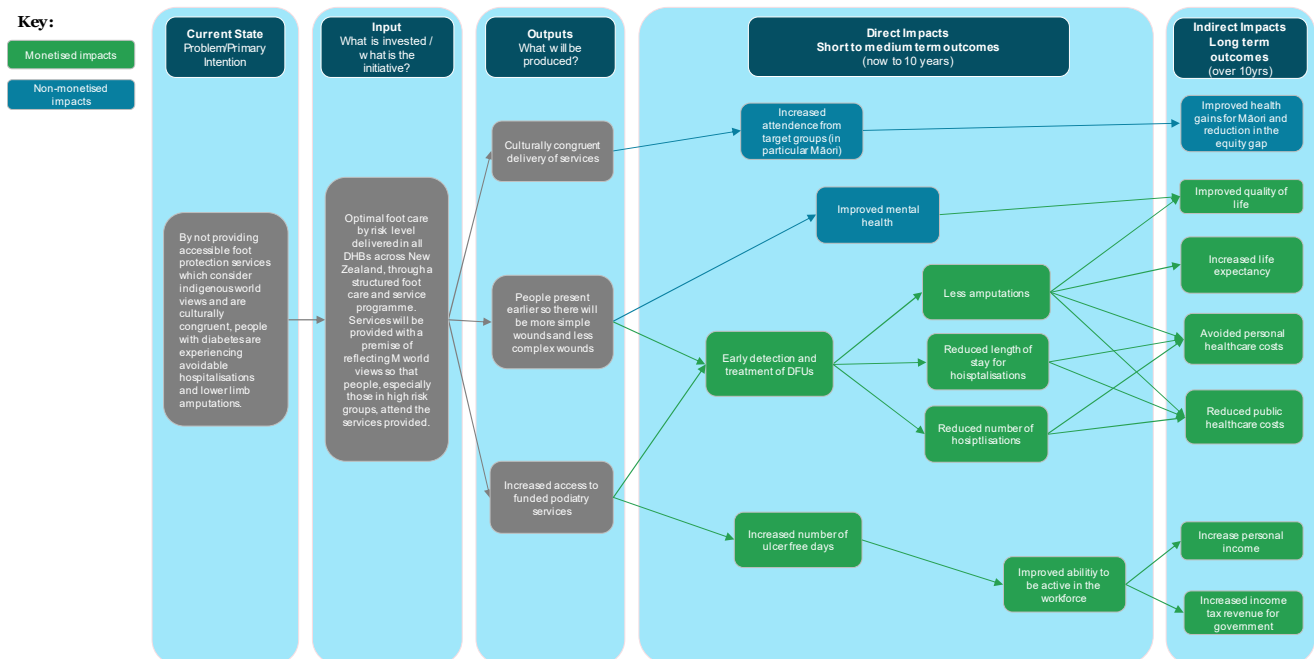 Key:
Monetised impacts
Non-monetised
impacts
Current State
Problem/Primary
Intention
By not providing
accessible foot
protection services
which consider
indigenous world
views and are
culturally
congruent, people
with diabetes are
experiencing
avoidable
hospitalisations
and lower limb
amputations.
Input
What is invested /
what is the
initiative?
Optimal foot care
by risk level
delivered in all
DHBs across New
Zealand, through a
structured foot
care and service
programme.
Services will be
provided with a
premise of
reflecting M world
views so that
people, especially
those in high risk
groups, attend the
services provided.
Outputs
What will be
produced?
Culturally congruent
delivery of services
People present
earlier so there will
be more simple
wounds and less
complex wounds
Increased access to
funded podiatry
services
Direct Impacts
Short to medium term outcomes
(now to 10 years)
Increased
attendence from
target groups (in
particular Māori)
Improved mental
health
Early detection and
treatment of DFUs
Less amputations
Reduced length of
stay for
hoisptalisations
Reduced number of
hosiptlisations
Increased number of
ulcer free days
Improved abilitiy to
be active in the
workforce
Indirect Impacts
Long term
outcomes
(over 10yrs)
Improved health
gains for Māori and
reduction in the
equity gap
Improved quality of
life
Increased life
expectancy
Avoided personal
healthcare costs
Reduced public
healthcare costs
Increase personal
income
Increased income
tax revenue for
government